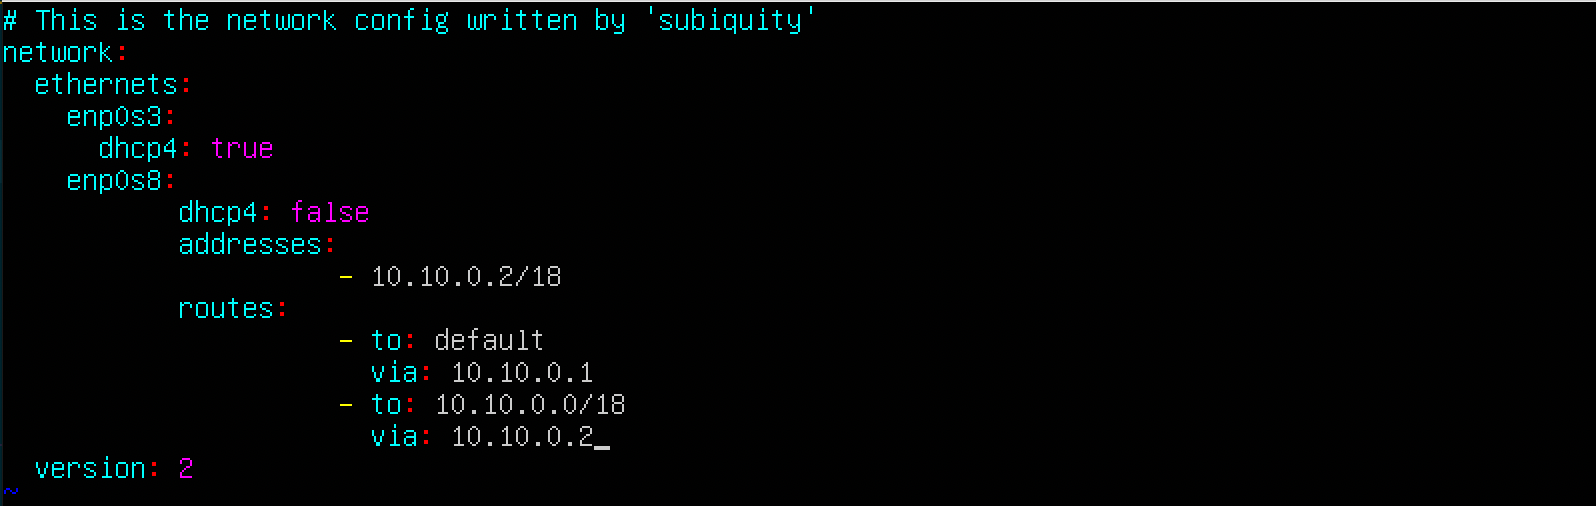 # This is the network config written by 'subiquity'
network:
  ethernets:
    enp0s3:
      dhcp4: true
    enp0s8:
           dhcp4: false
           addresses:
                     - 10.10.0.2/18
           routes:
                     - to: default
                       via: 10.10.0.1
                     - to: 10.10.0.0/18
                       via: 10.10.0.2_
  version: 2
~